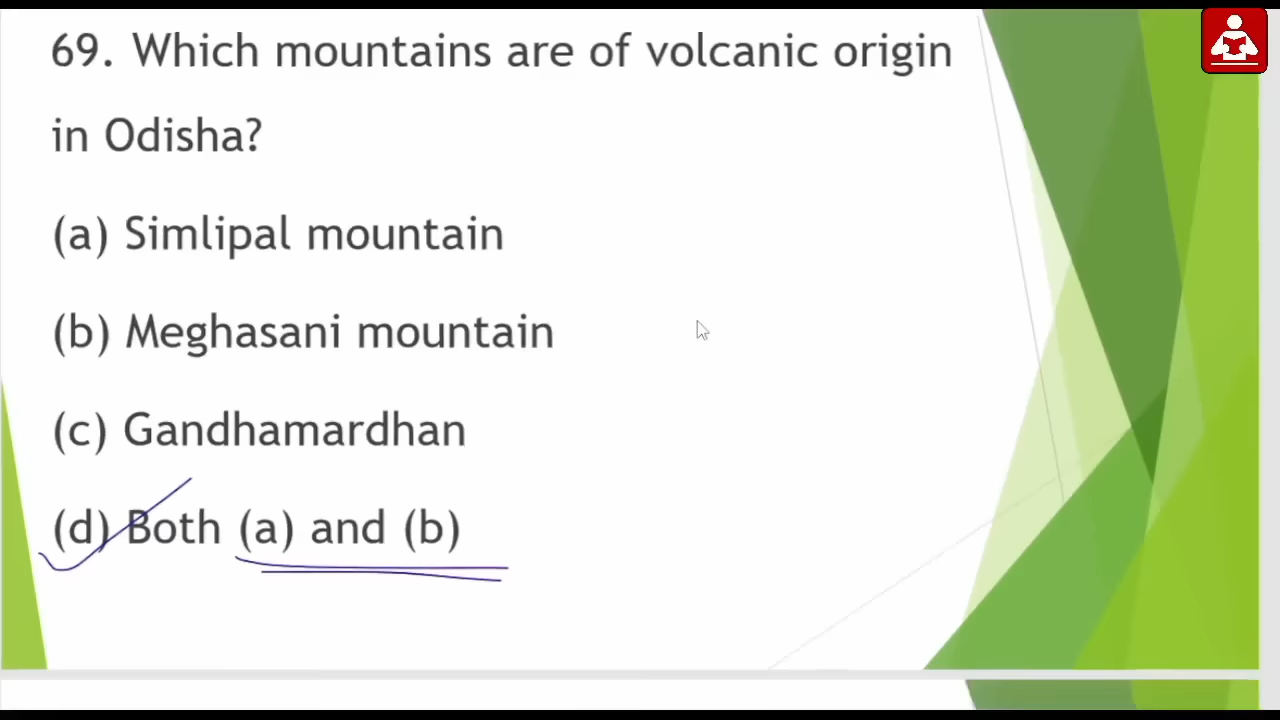 69. Which mountains are of volcanic origin
in Odisha?
(a) Simlipal mountain
(b) Meghasani mountain
(c) Gandhamardhan
(d) Both (a) and (b)